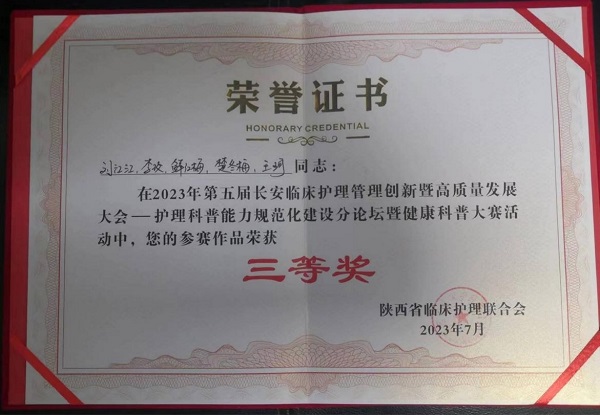 荣誉证书
HONORARY CREDENTIAL
同志：
在2023年第五届长安临床护理管理创新暨高质量发展
大会—护理科普能力规范化建设分论坛暨健康科普大赛活
动中，您的参赛作品荣获
三等奖
陕西省临床护理联合会
2023年7月